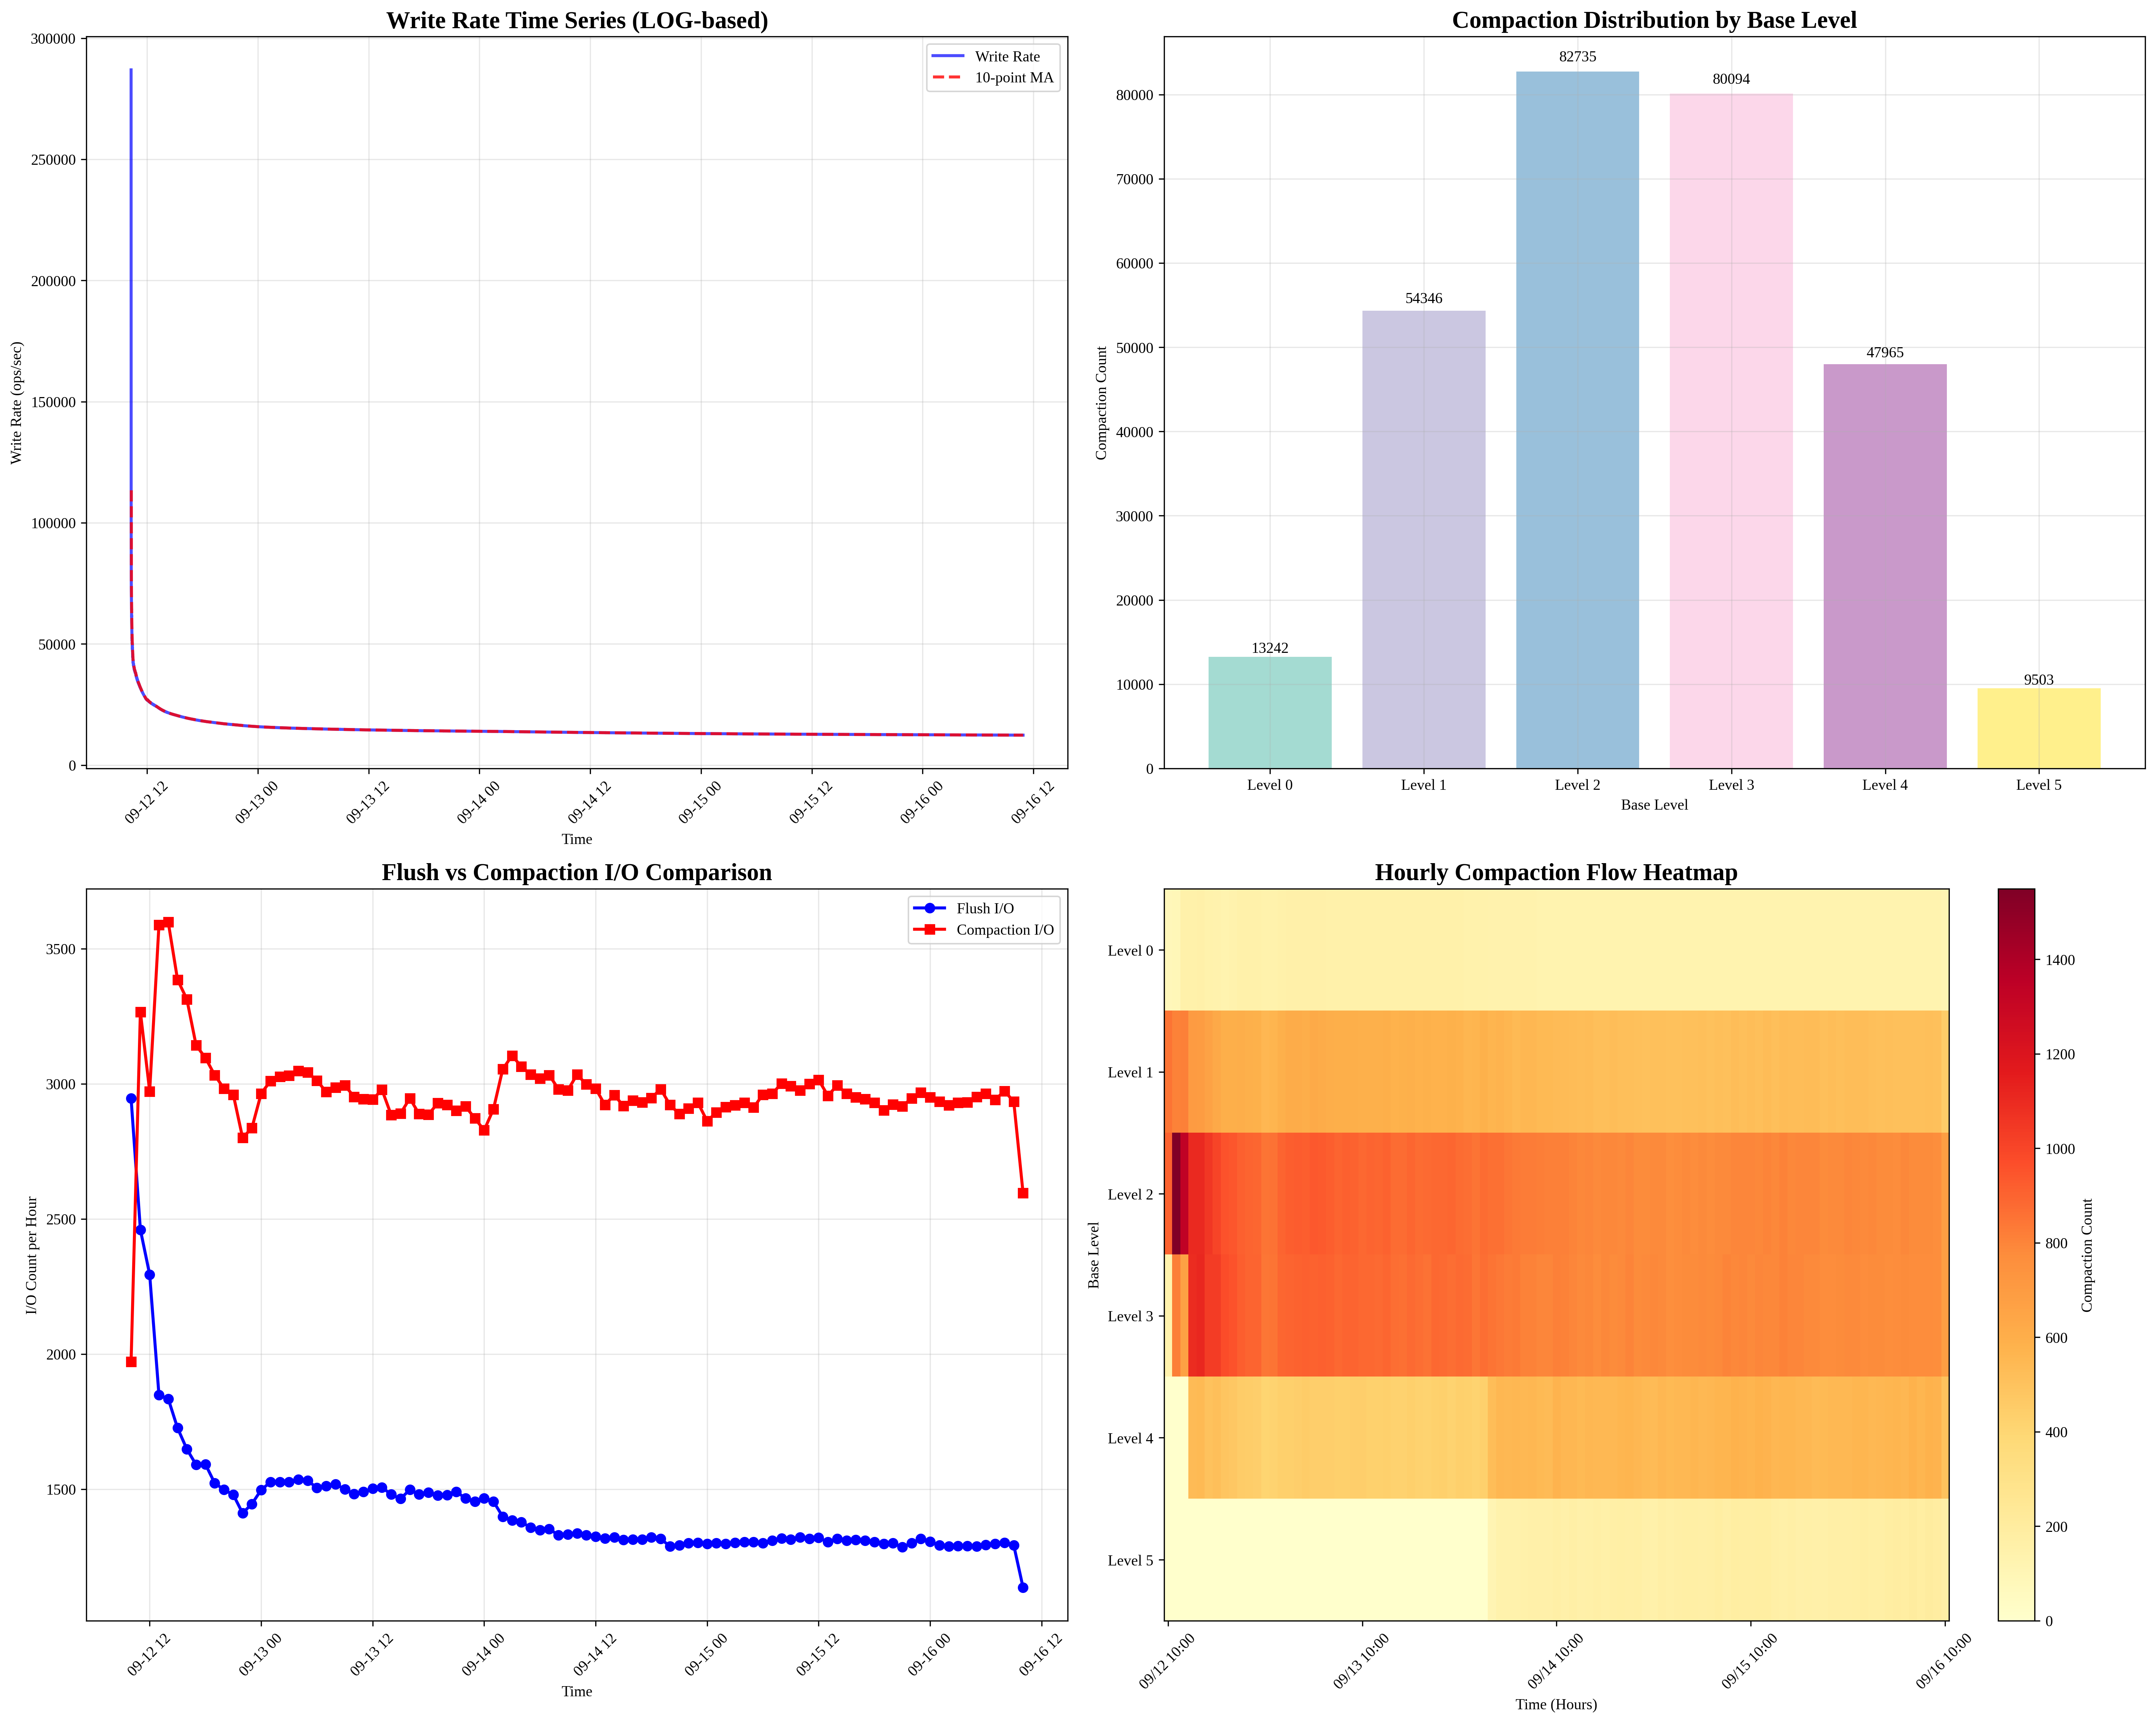 Write Rate Time Series (LOG-based)
Write Rate (ops/sec)
300000
250000
200000
150000
100000
50000
0
Write Rate
10-point MA
09-12 12
09-13 00
09-13 12
09-14 00
09-14 12
09-15 00
09-15 12
09-16 00
09-16 12
Time
Compaction Distribution by Base Level
Compaction Count
80000
70000
60000
50000
40000
30000
20000
10000
0
13242
54346
82735
80094
47965
9503
Level 0
Level 1
Level 2
Level 3
Level 4
Level 5
Base Level
Flush vs Compaction I/O Comparison
I/O Count per Hour
3500
3000
2500
2000
1500
Flush I/O
Compaction I/O
09-12 12
09-13 00
09-13 12
09-14 00
09-14 12
09-15 00
09-15 12
09-16 00
09-16 12
Time
Hourly Compaction Flow Heatmap
Base Level
Level 0
Level 1
Level 2
Level 3
Level 4
Level 5
09/12 10:00
09/13 10:00
09/14 10:00
09/15 10:00
09/16 10:00
Time (Hours)
1400
1200
1000
800
600
400
200
0
Compaction Count